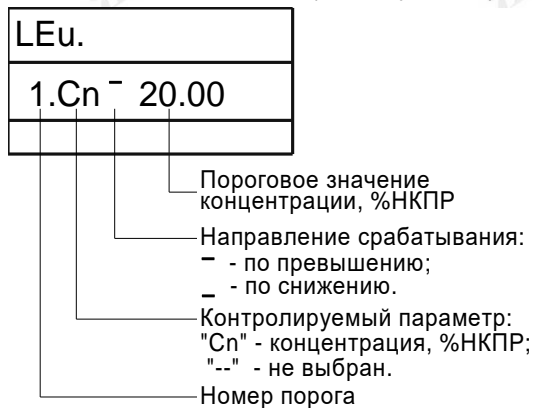 LEu.
1.Cn ‾ 20.00
Пороговое значение
концентрации, %НКПР
Направление срабатывания:
‾ - по превышению;
_ - по снижению.
Контролируемый параметр:
"Cn" - концентрация, %НКПР;
"--" - не выбран.
Номер порога